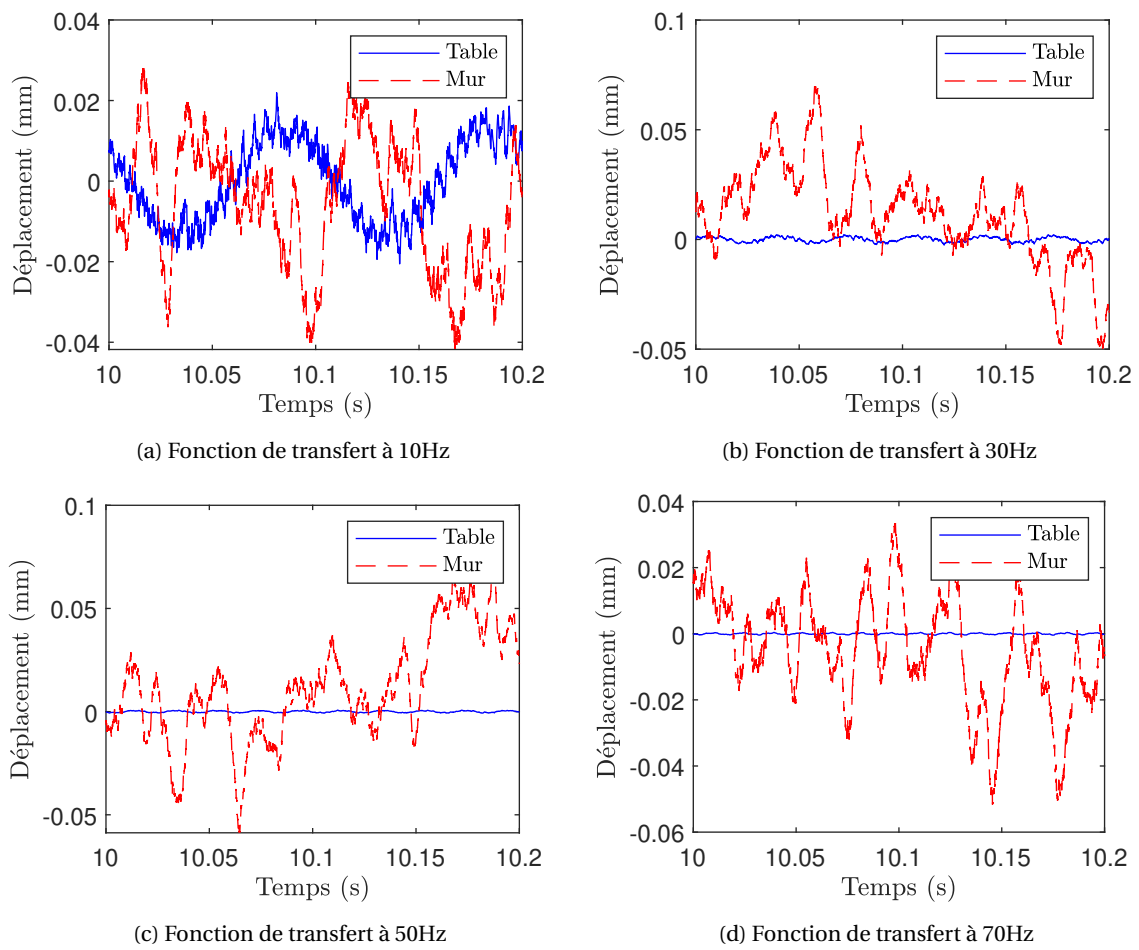 0.04
0.02
0
-0.02
-0.04
Déplacement (mm)
Table
Mur
10
10.05
10.1
10.15
10.2
Temps (s)
(a) Fonction de transfert à 10Hz
0.1
0.05
0
-0.05
Déplacement (mm)
Table
Mur
10
10.05
10.1
10.15
10.2
Temps (s)
(b) Fonction de transfert à 30Hz
0.1
0.05
0
-0.05
Déplacement (mm)
Table
Mur
10
10.05
10.1
10.15
10.2
Temps (s)
(c) Fonction de transfert à 50Hz
0.04
0.02
0
-0.02
-0.04
-0.06
Déplacement (mm)
Table
Mur
10
10.05
10.1
10.15
10.2
Temps (s)
(d) Fonction de transfert à 70Hz